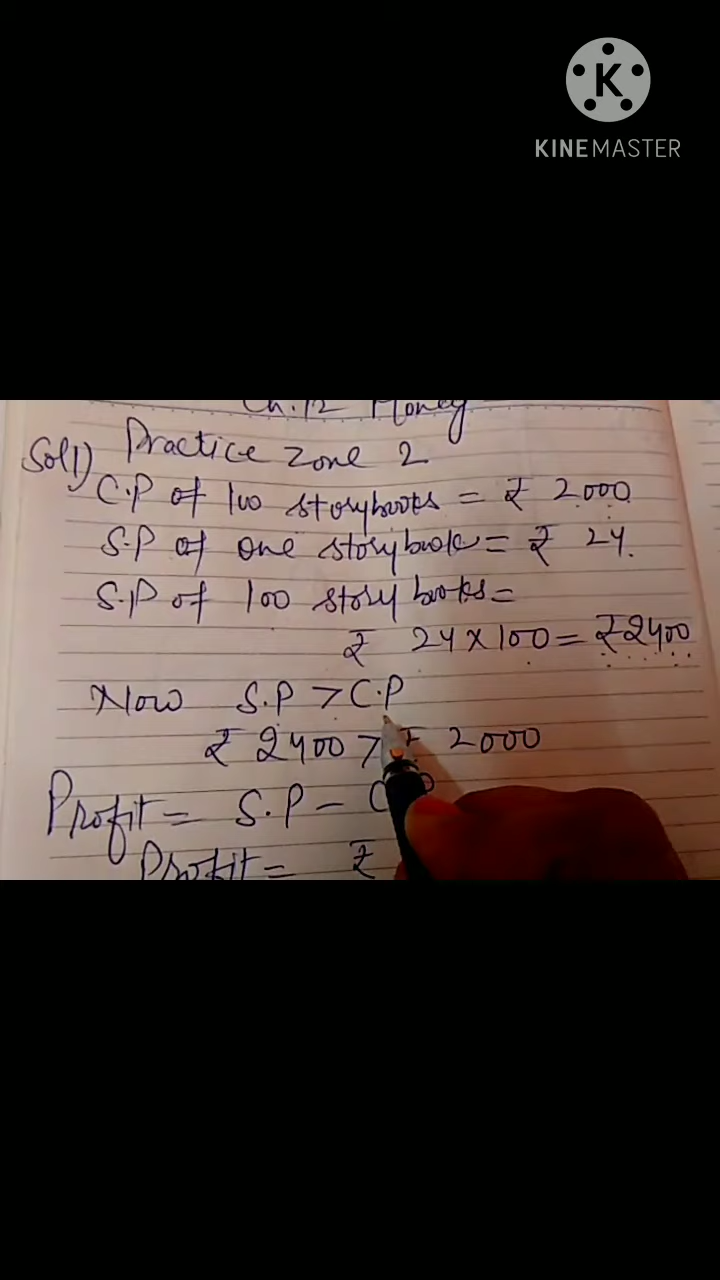 K
KINEMASTER
Ch.12 Money
Sol1) Practice Zone 2
C.P of 100 storybooks = ₹ 2000
S.P of one storybook = ₹ 24.
S.P of 100 story books =
₹ 24 x 100 = ₹2400
Now S.P > C.P
₹ 2400 > ₹ 2000
Profit = S.P - C.P
Profit = ₹